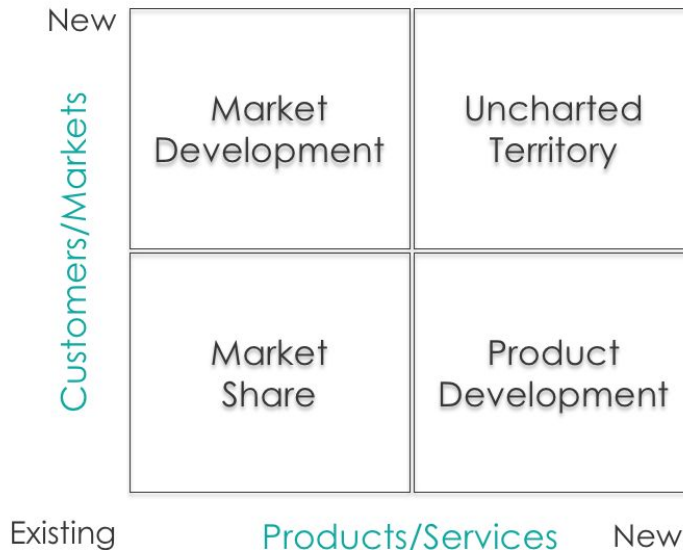 New
Market
Development
Uncharted
Territory
Customers/Markets
Market
Share
Product
Development
Existing
Products/Services
New